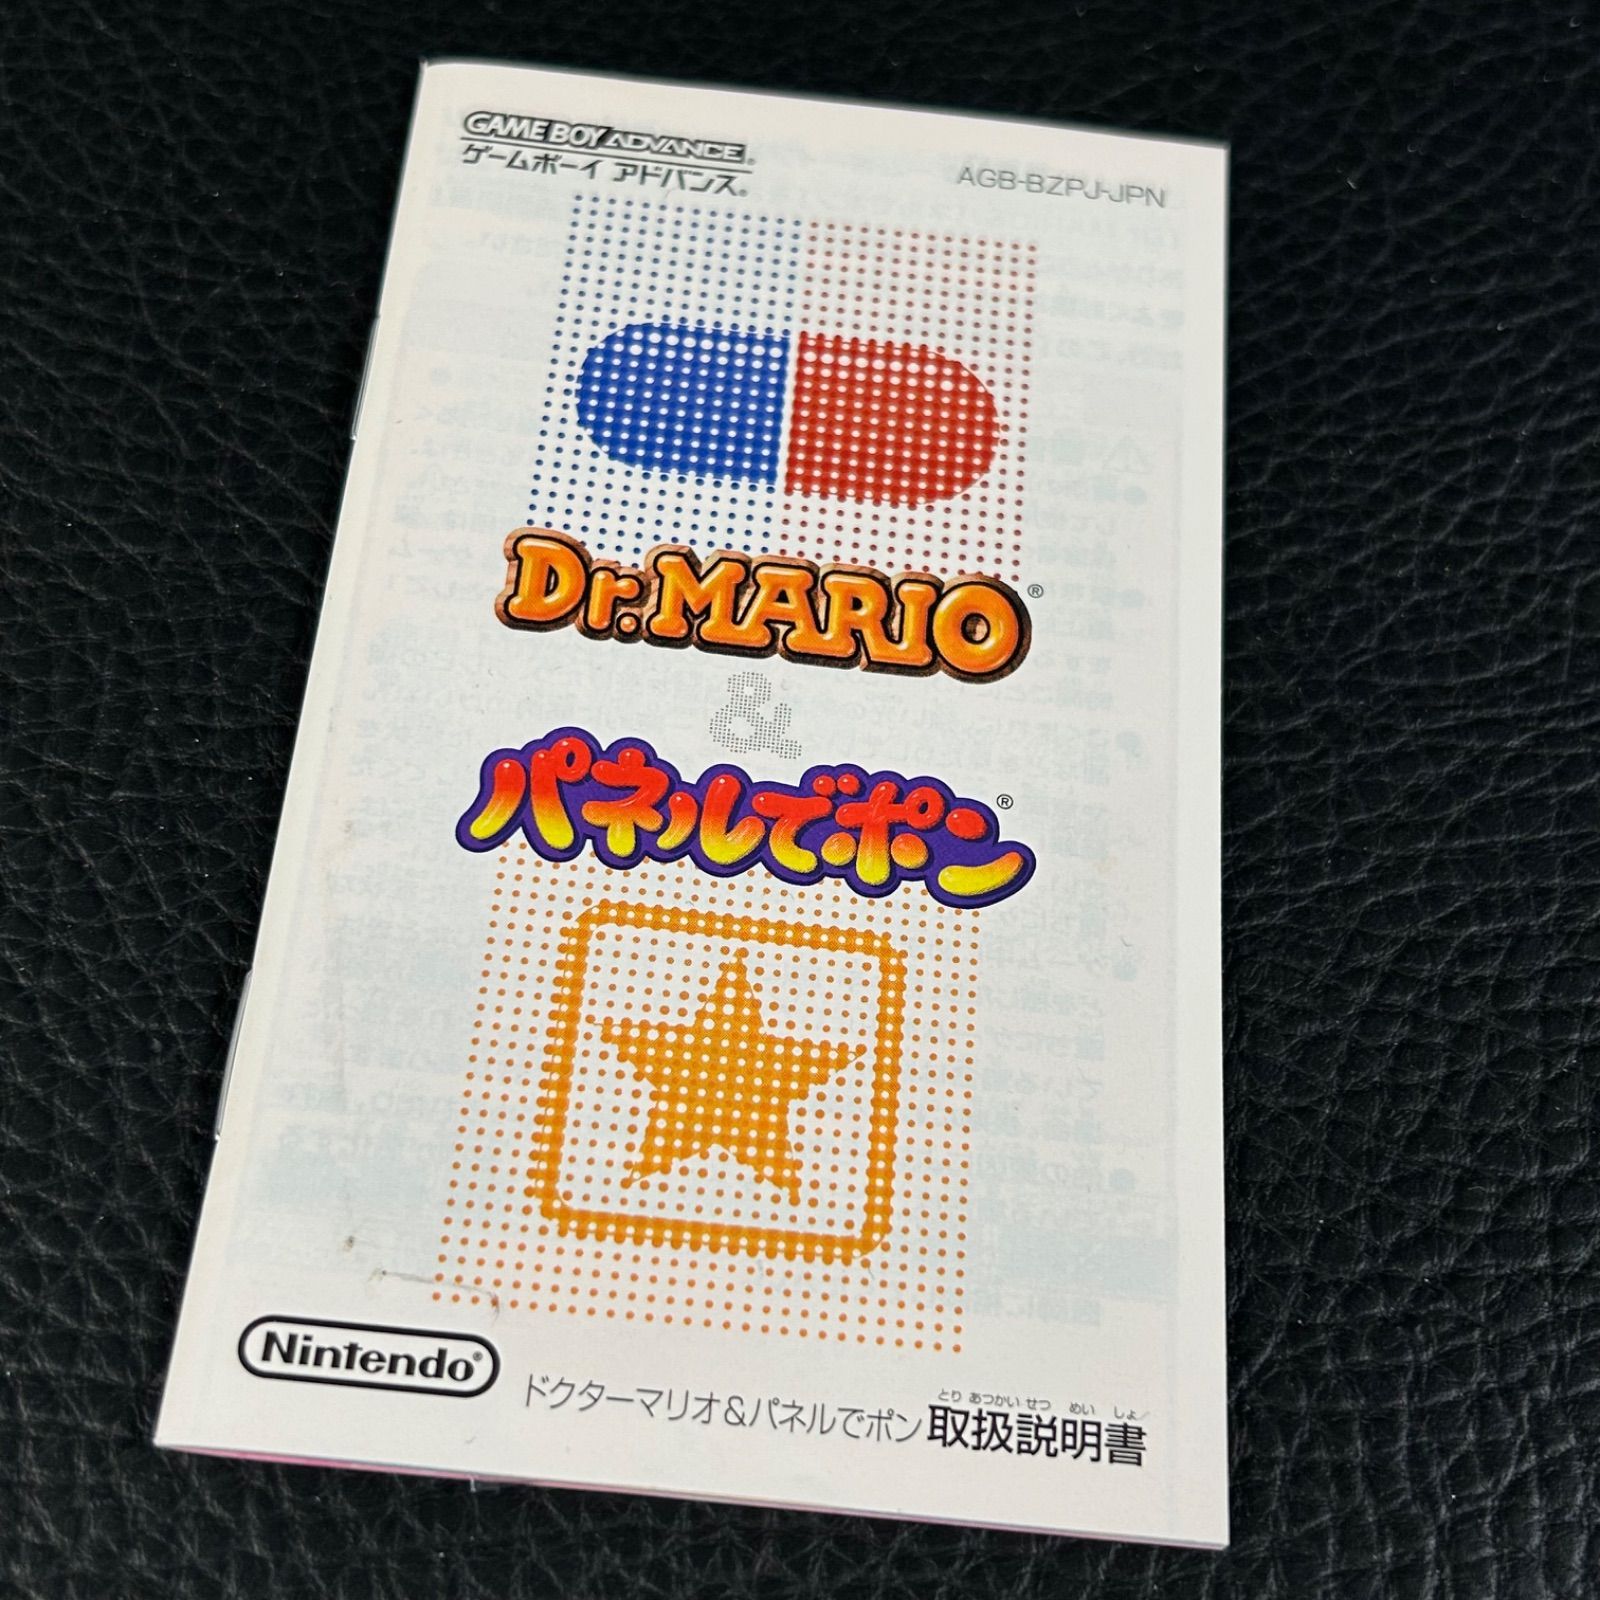 GAME BOY ADVANCE
ゲームボーイ アドバンス®
AGB-BZPJ-JPN
Dr.MARIO®
&
パネルでポン®
Nintendo®
とり あつかい せつ めい しょ
ドクターマリオ&パネルでポン 取扱説明書